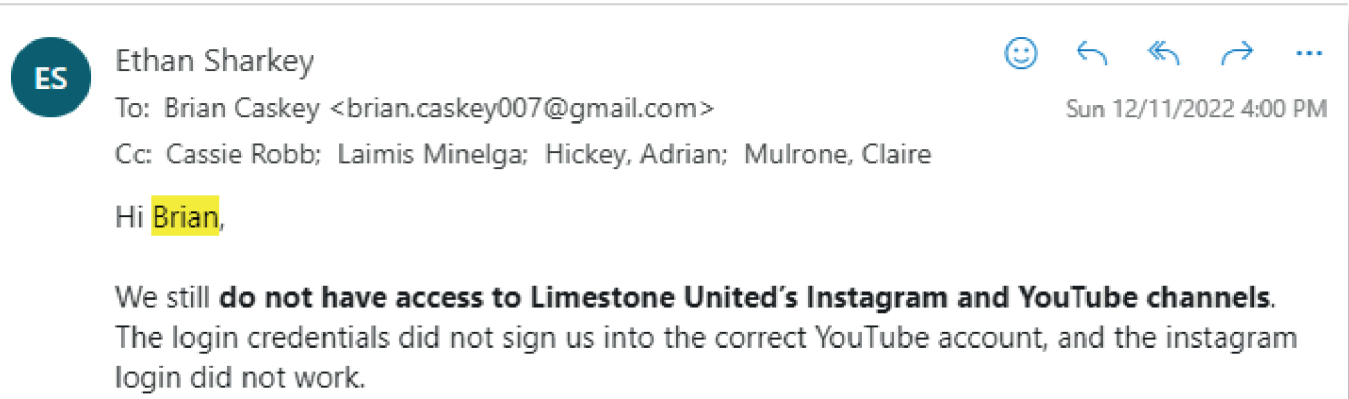 ES
Ethan Sharkey
To: Brian Caskey <brian.caskey007@gmail.com>
Sun 12/11/2022 4:00 PM
Cc: Cassie Robb; Laimis Minelga; Hickey, Adrian; Mulrone, Claire
Hi Brian,
We still do not have access to Limestone United's Instagram and YouTube channels.
The login credentials did not sign us into the correct YouTube account, and the instagram
login did not work.